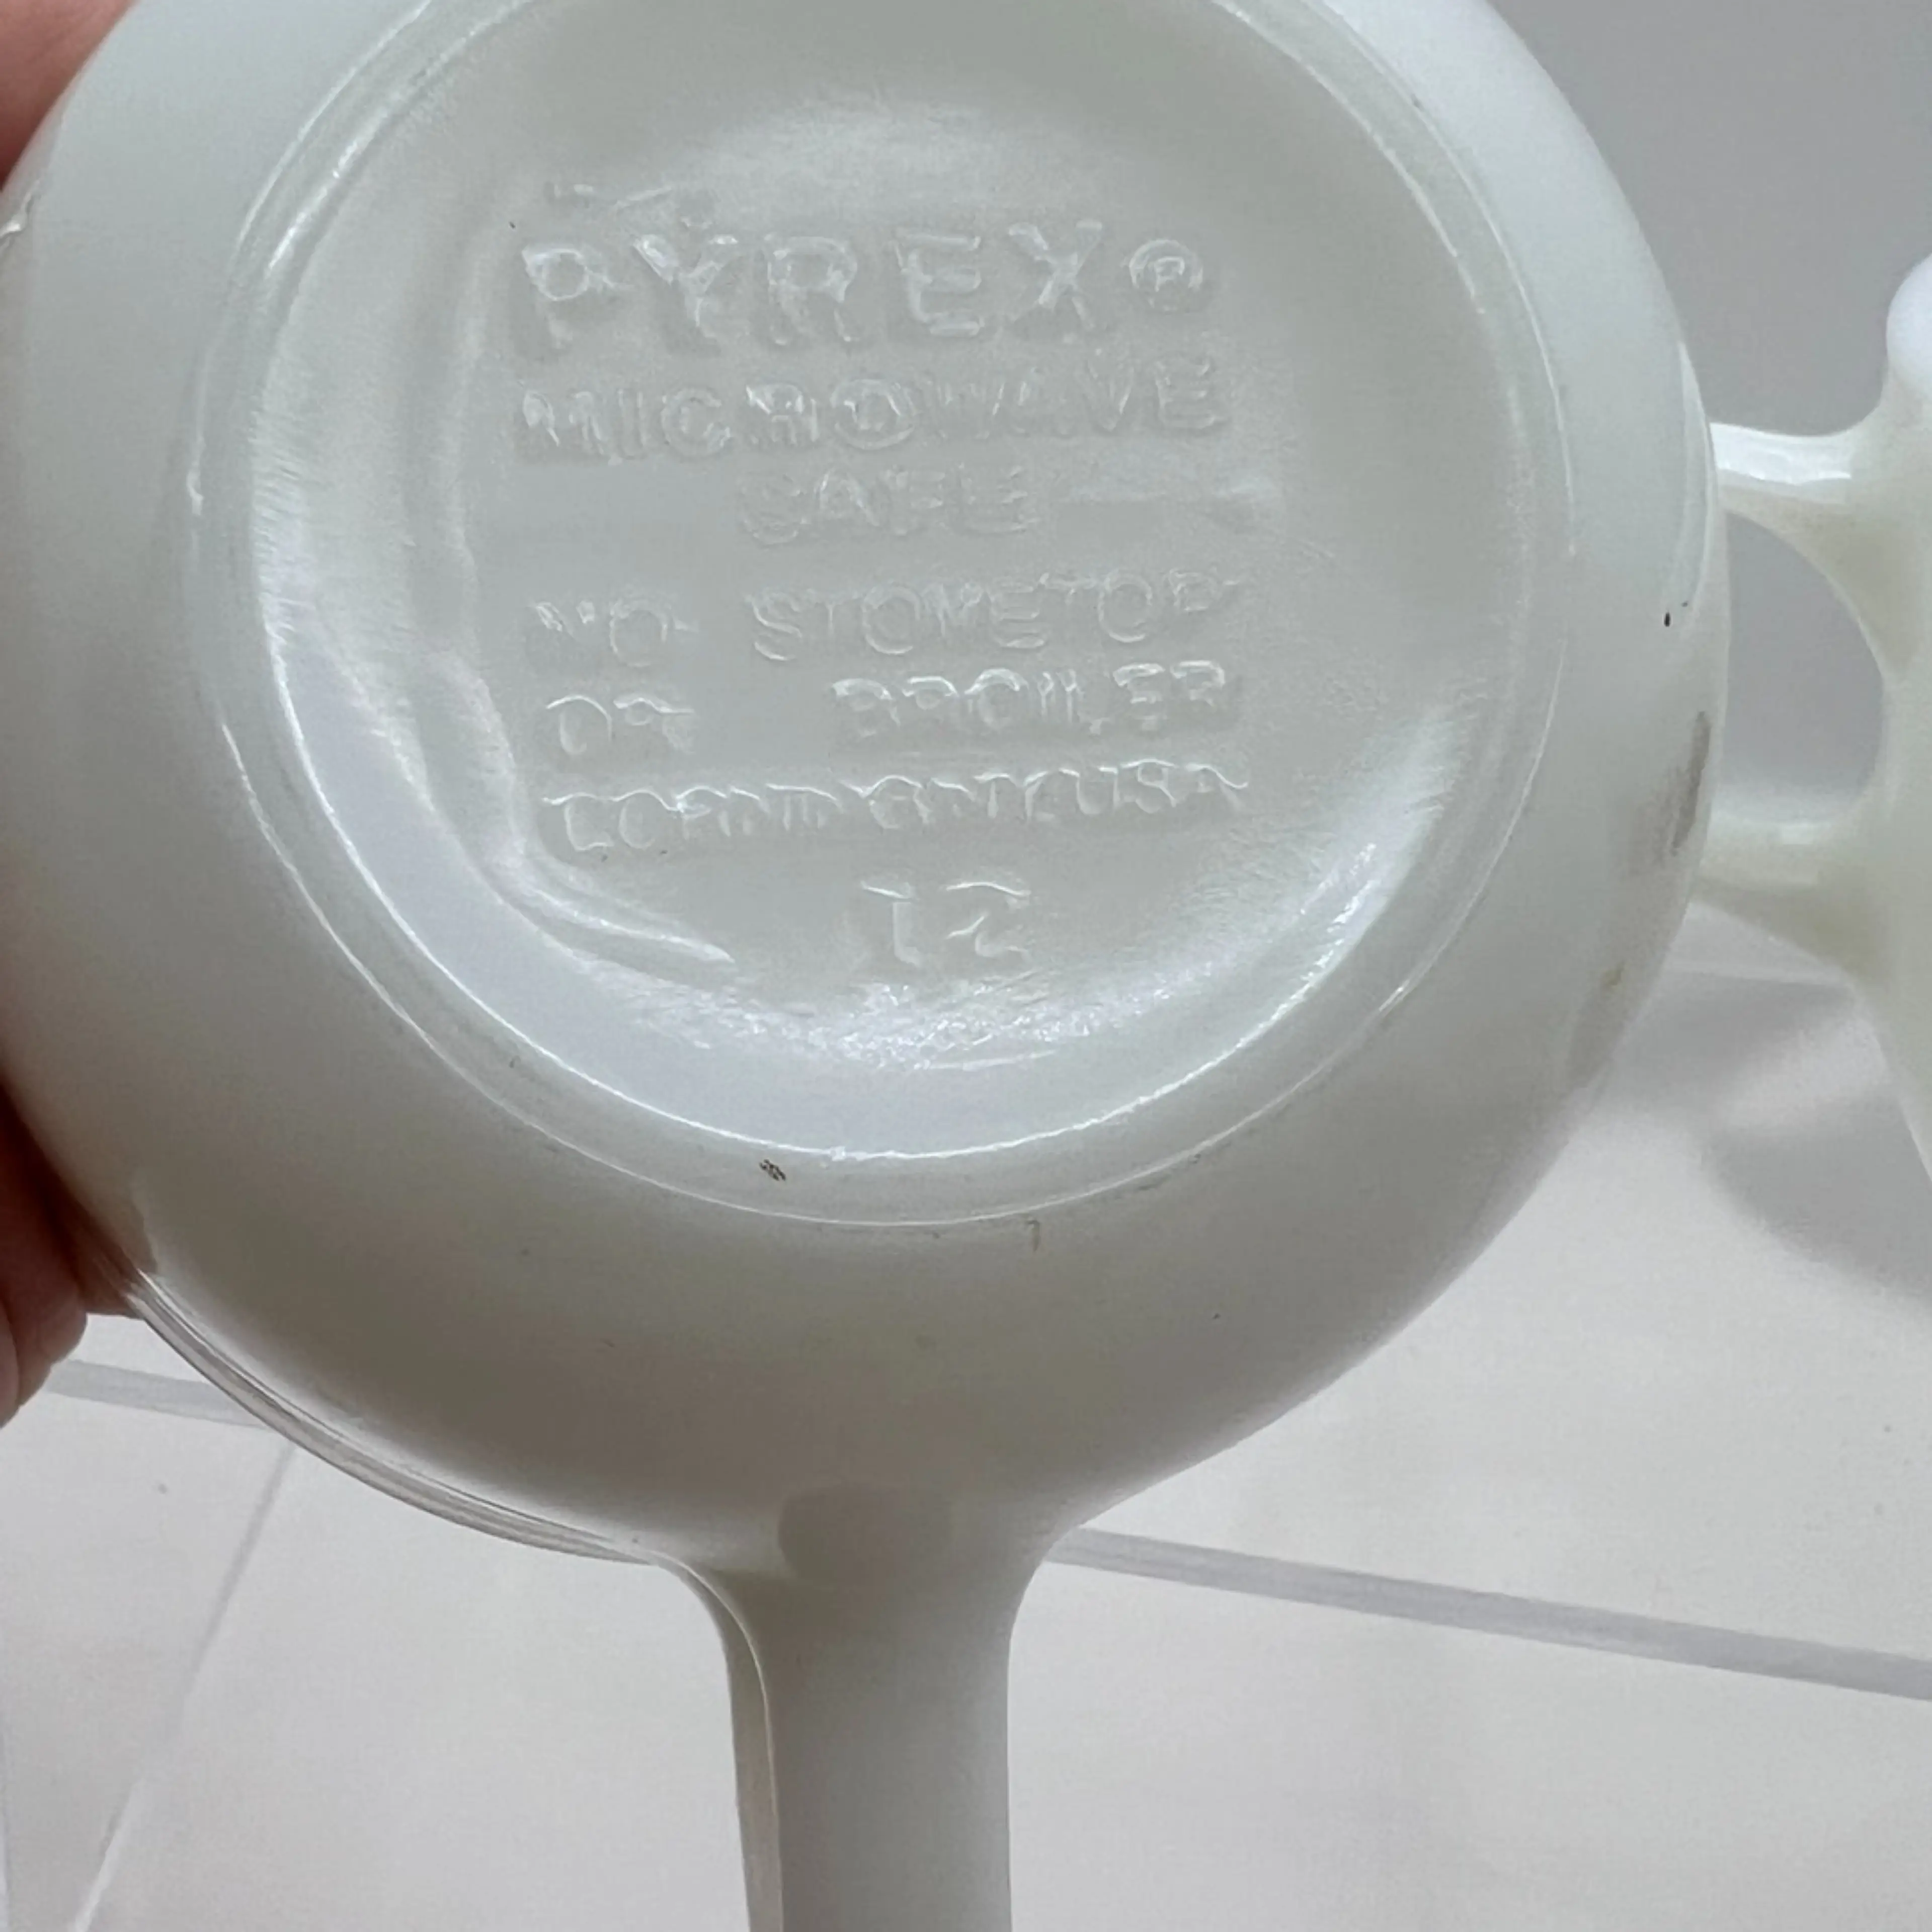 PYREX®
MICROWAVE
SAFE
NO STOVETOP
OR BROILER
CORNING NY USA
12